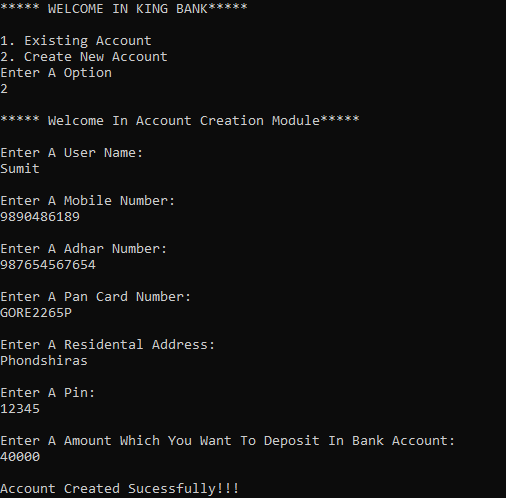 ***** WELCOME IN KING BANK*****
1. Existing Account
2. Create New Account
Enter A Option
2
***** Welcome In Account Creation Module*****
Enter A User Name:
Sumit
Enter A Mobile Number:
9890486189
Enter A Adhar Number:
987654567654
Enter A Pan Card Number:
GORE2265P
Enter A Residental Address:
Phondshiras
Enter A Pin:
12345
Enter A Amount Which You Want To Deposit In Bank Account:
40000
Account Created Sucessfully!!!